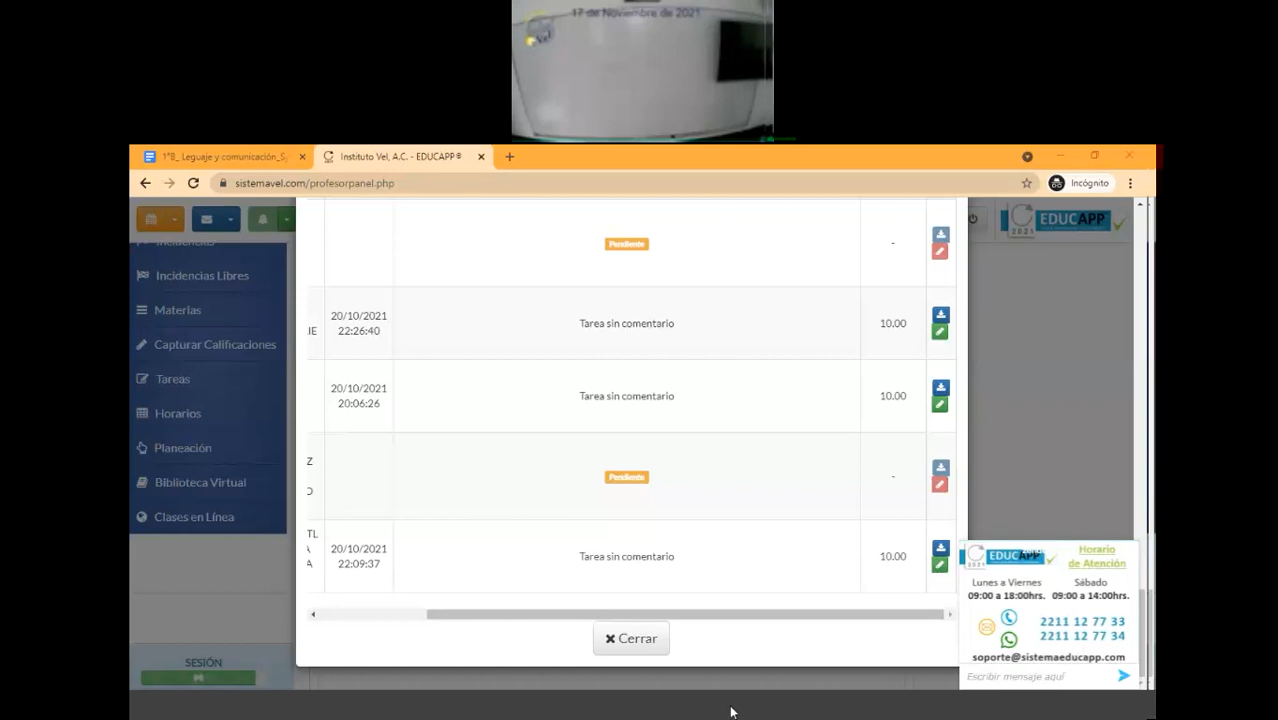 17 de Noviembre de 2021
1°B_ Leguaje y comunicación_S
Instituto Vel, A.C. - EDUCAPP®
sistemavel.com/profesorpanel.php
Incógnito
2021
EDUCAPP
Incidencias
Incidencias Libres
Materias
Capturar Calificaciones
Tareas
Horarios
Planeación
Biblioteca Virtual
Clases en Línea
SESIÓN
Pendiente
-
IE
20/10/2021
22:26:40
Tarea sin comentario
10.00
20/10/2021
20:06:26
Tarea sin comentario
10.00
Z
O
Pendiente
-
TL
A
A
20/10/2021
22:09:37
Tarea sin comentario
10.00
Cerrar
2021
EDUCAPP
Horario
de Atención
Lunes a Viernes
09:00 a 18:00hrs.
Sábado
09:00 a 14:00hrs.
2211 12 77 33
2211 12 77 34
soporte@sistemaeducapp.com
Escribir mensaje aquí